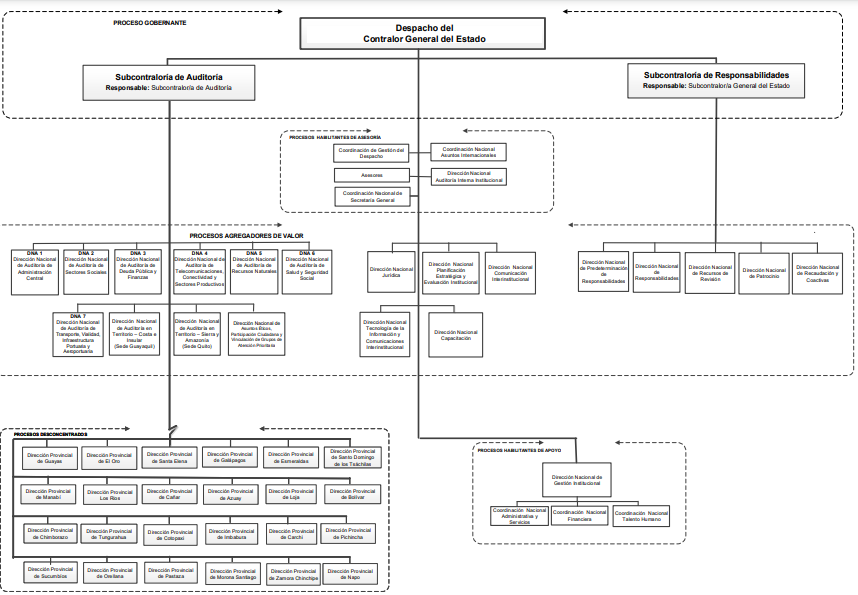 PROCESO GOBERNANTE
Despacho del
Contralor General del Estado
Subcontraloría de Auditoría
Responsable: Subcontralor/a de Auditoría
Subcontraloría de Responsabilidades
Responsable: Subcontralor/a General del Estado
PROCESOS HABILITANTES DE ASESORÍA
Coordinación de Gestión del
Despacho
Coordinación Nacional
Asuntos Internacionales
Asesores
Dirección Nacional
Auditoría Interna Institucional
Coordinación Nacional de
Secretaría General
PROCESOS AGREGADORES DE VALOR
DNA 1
Dirección Nacional
de Auditoría de
Administración
Central
DNA 2
Dirección Nacional
de Auditoría de
Sectores Sociales
DNA 3
Dirección Nacional
de Auditoría de
Deuda Pública y
Finanzas
DNA 4
Dirección Nacional de
Auditoría de
Telecomunicaciones,
Conectividad y
Sectores Productivos
DNA 5
Dirección Nacional
de Auditoría de
Recursos Naturales
DNA 6
Dirección Nacional
de Auditoría de
Salud y Seguridad
Social
Dirección Nacional
Jurídica
Dirección Nacional
Planificación
Estratégica y
Evaluación Institucional
Dirección Nacional
Comunicación
Interinstitucional
Dirección Nacional
de Predeterminación
de
Responsabilidades
Dirección Nacional
de
Responsabilidades
Dirección Nacional
de Recursos de
Revisión
Dirección Nacional
de Patrocinio
Dirección Nacional
de Recaudación y
Coactivas
DNA 7
Dirección Nacional
de Auditoría de
Transporte, Vialidad,
Infraestructura
Portuaria y
Aeroportuaria
Dirección Nacional
de Auditoría en
Territorio – Costa e
Insular
(Sede Guayaquil)
Dirección Nacional
de Auditoría en
Territorio – Sierra y
Amazonía
(Sede Quito)
Dirección Nacional de
Asuntos Éticos,
Participación Ciudadana y
Vinculación de Grupos de
Atención Prioritaria
Dirección Nacional
Tecnología de la
Información y
Comunicaciones
Interinstitucional
Dirección Nacional
Capacitación
PROCESOS DESCONCENTRADOS
Dirección Provincial
de Guayas
Dirección Provincial
de El Oro
Dirección Provincial
de Santa Elena
Dirección Provincial
de Galápagos
Dirección Provincial
de Esmeraldas
Dirección Provincial
de Santo Domingo
de los Tsáchilas
Dirección Provincial
de Manabí
Dirección Provincial
Los Ríos
Dirección Provincial
de Cañar
Dirección Provincial
de Azuay
Dirección Provincial
de Loja
Dirección Provincial
de Bolívar
Dirección Provincial
de Chimborazo
Dirección Provincial
de Tungurahua
Dirección Provincial
de Cotopaxi
Dirección Provincial
de Imbabura
Dirección Provincial
de Carchi
Dirección Provincial
de Pichincha
Dirección Provincial
de Sucumbíos
Dirección Provincial
de Orellana
Dirección Provincial
de Pastaza
Dirección Provincial
de Morona Santiago
Dirección Provincial
de Zamora Chinchipe
Dirección Provincial
de Napo
PROCESOS HABILITANTES DE APOYO
Dirección Nacional de
Gestión Institucional
Coordinación Nacional
Administrativa y
Servicios
Coordinación Nacional
Financiera
Coordinación Nacional
Talento Humano